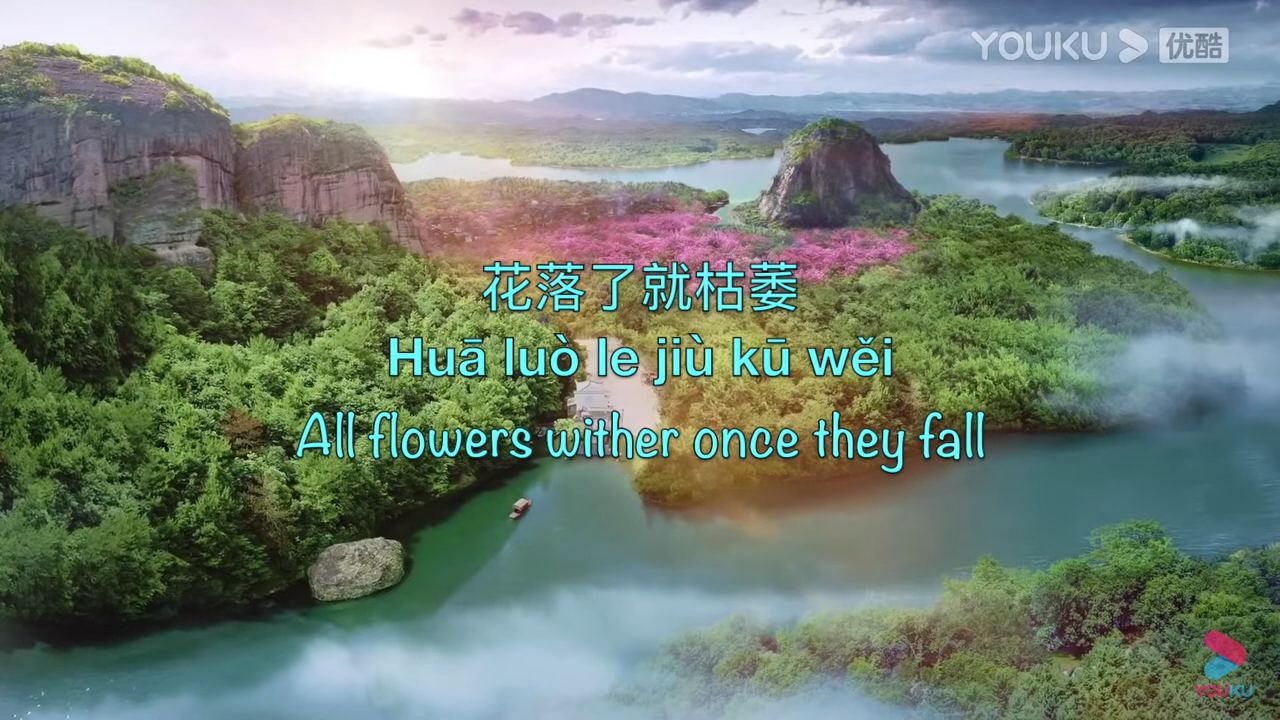 YOUKU 优酷
花落了就枯萎
Huā luò le jiù kū wěi
All flowers wither once they fall
YOUKU